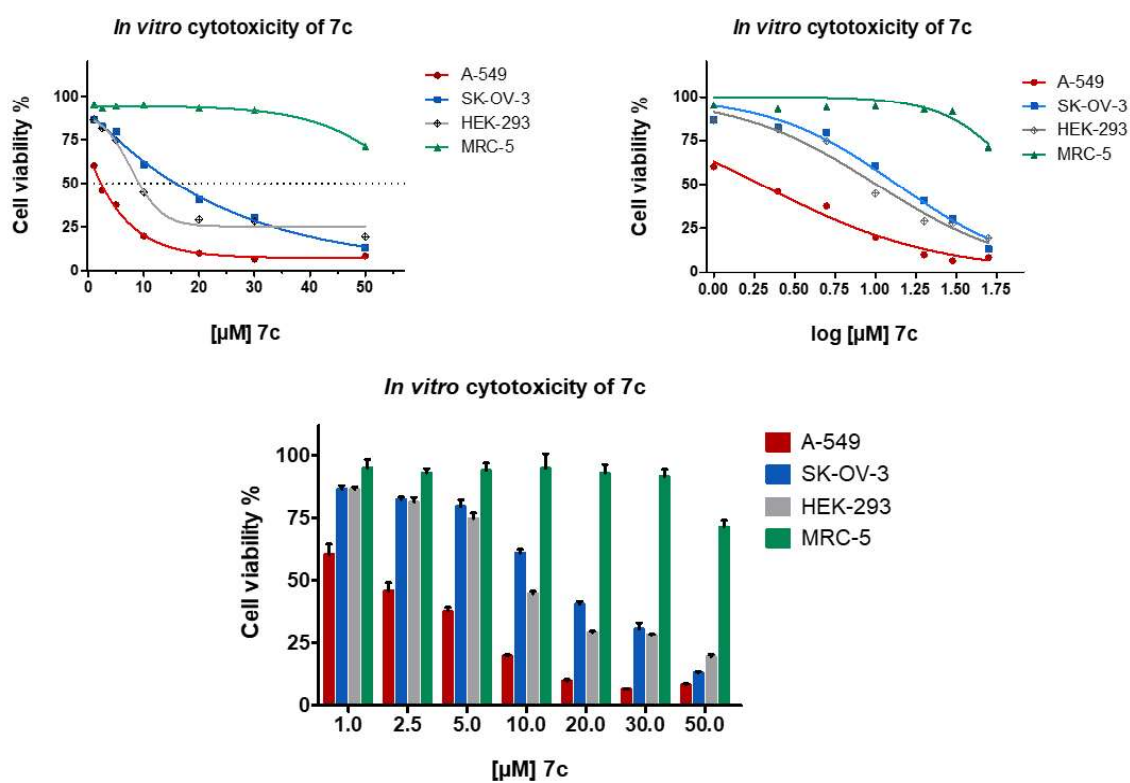 In vitro cytotoxicity of 7c
A-549
SK-OV-3
HEK-293
MRC-5
Cell viability %
100
75
50
25
0
0 10 20 30 40 50
[µM] 7c
In vitro cytotoxicity of 7c
A-549
SK-OV-3
HEK-293
MRC-5
Cell viability %
100
75
50
25
0
0.00 0.25 0.50 0.75 1.00 1.25 1.50 1.75
log [µM] 7c
In vitro cytotoxicity of 7c
A-549
SK-OV-3
HEK-293
MRC-5
Cell viability %
100
75
50
25
0
1.0 2.5 5.0 10.0 20.0 30.0 50.0
[µM] 7c